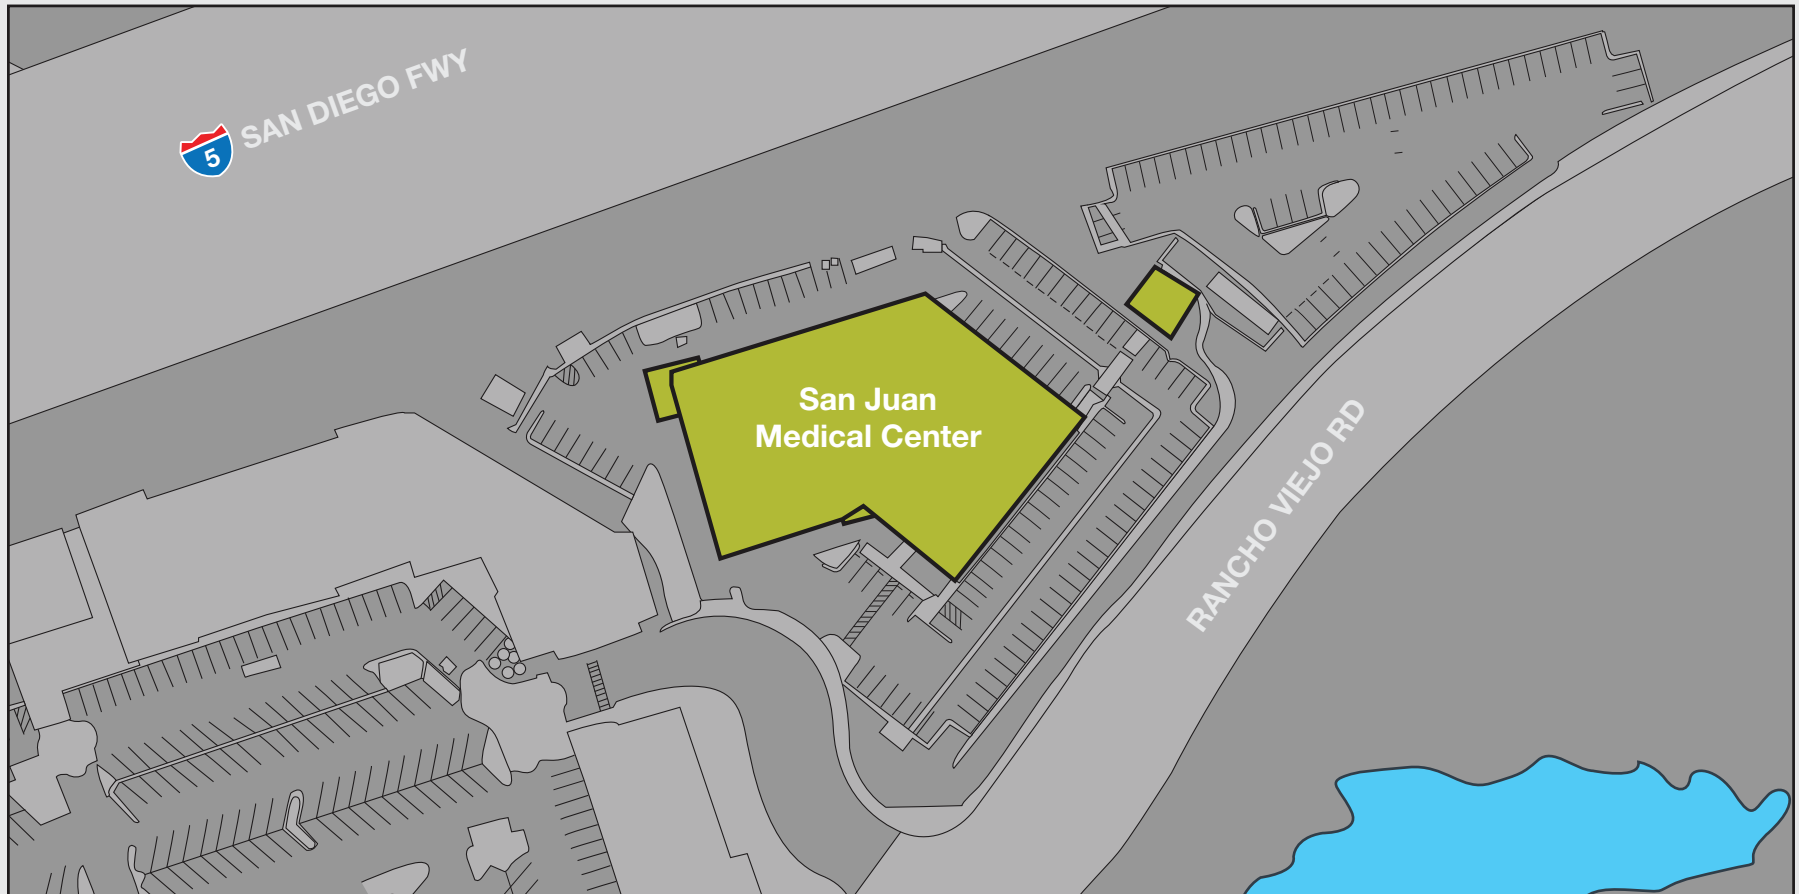 SAN DIEGO FWY
5
San Juan
Medical Center
RANCHO VIEJO RD